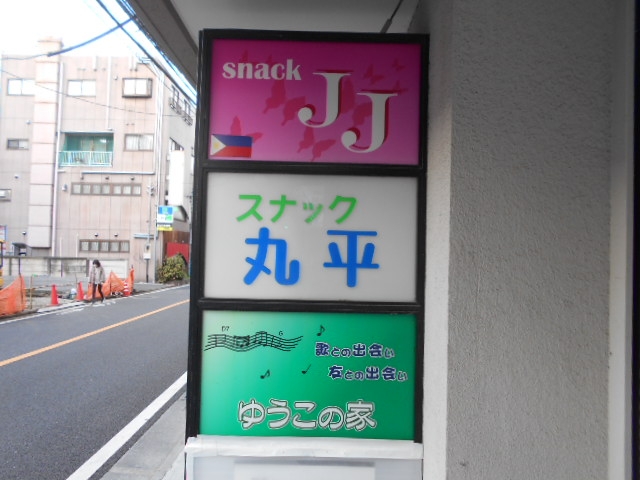 snack
JJ
スナック
丸平
D7 G
歌との出会い
友との出会い
ゆうこの家